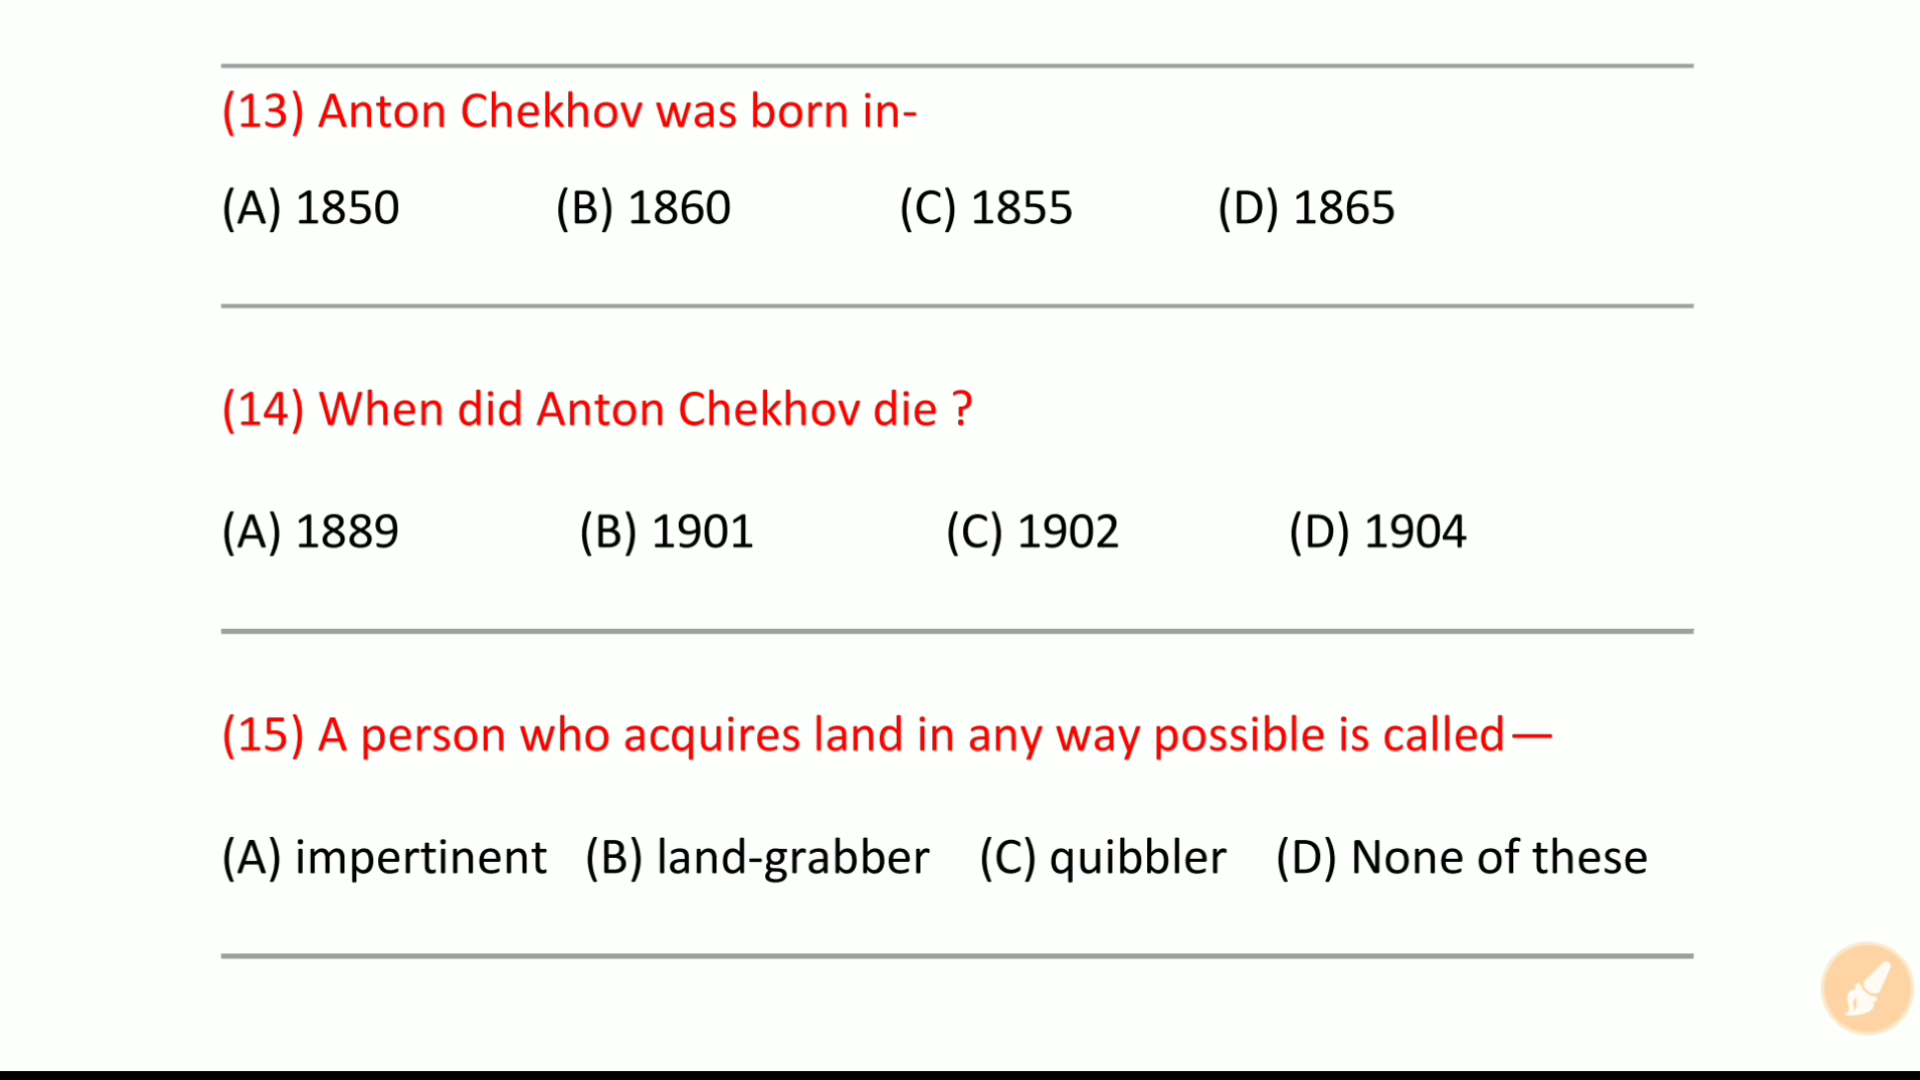 (13) Anton Chekhov was born in-
(A) 1850 (B) 1860 (C) 1855 (D) 1865
(14) When did Anton Chekhov die ?
(A) 1889 (B) 1901 (C) 1902 (D) 1904
(15) A person who acquires land in any way possible is called—
(A) impertinent (B) land-grabber (C) quibbler (D) None of these